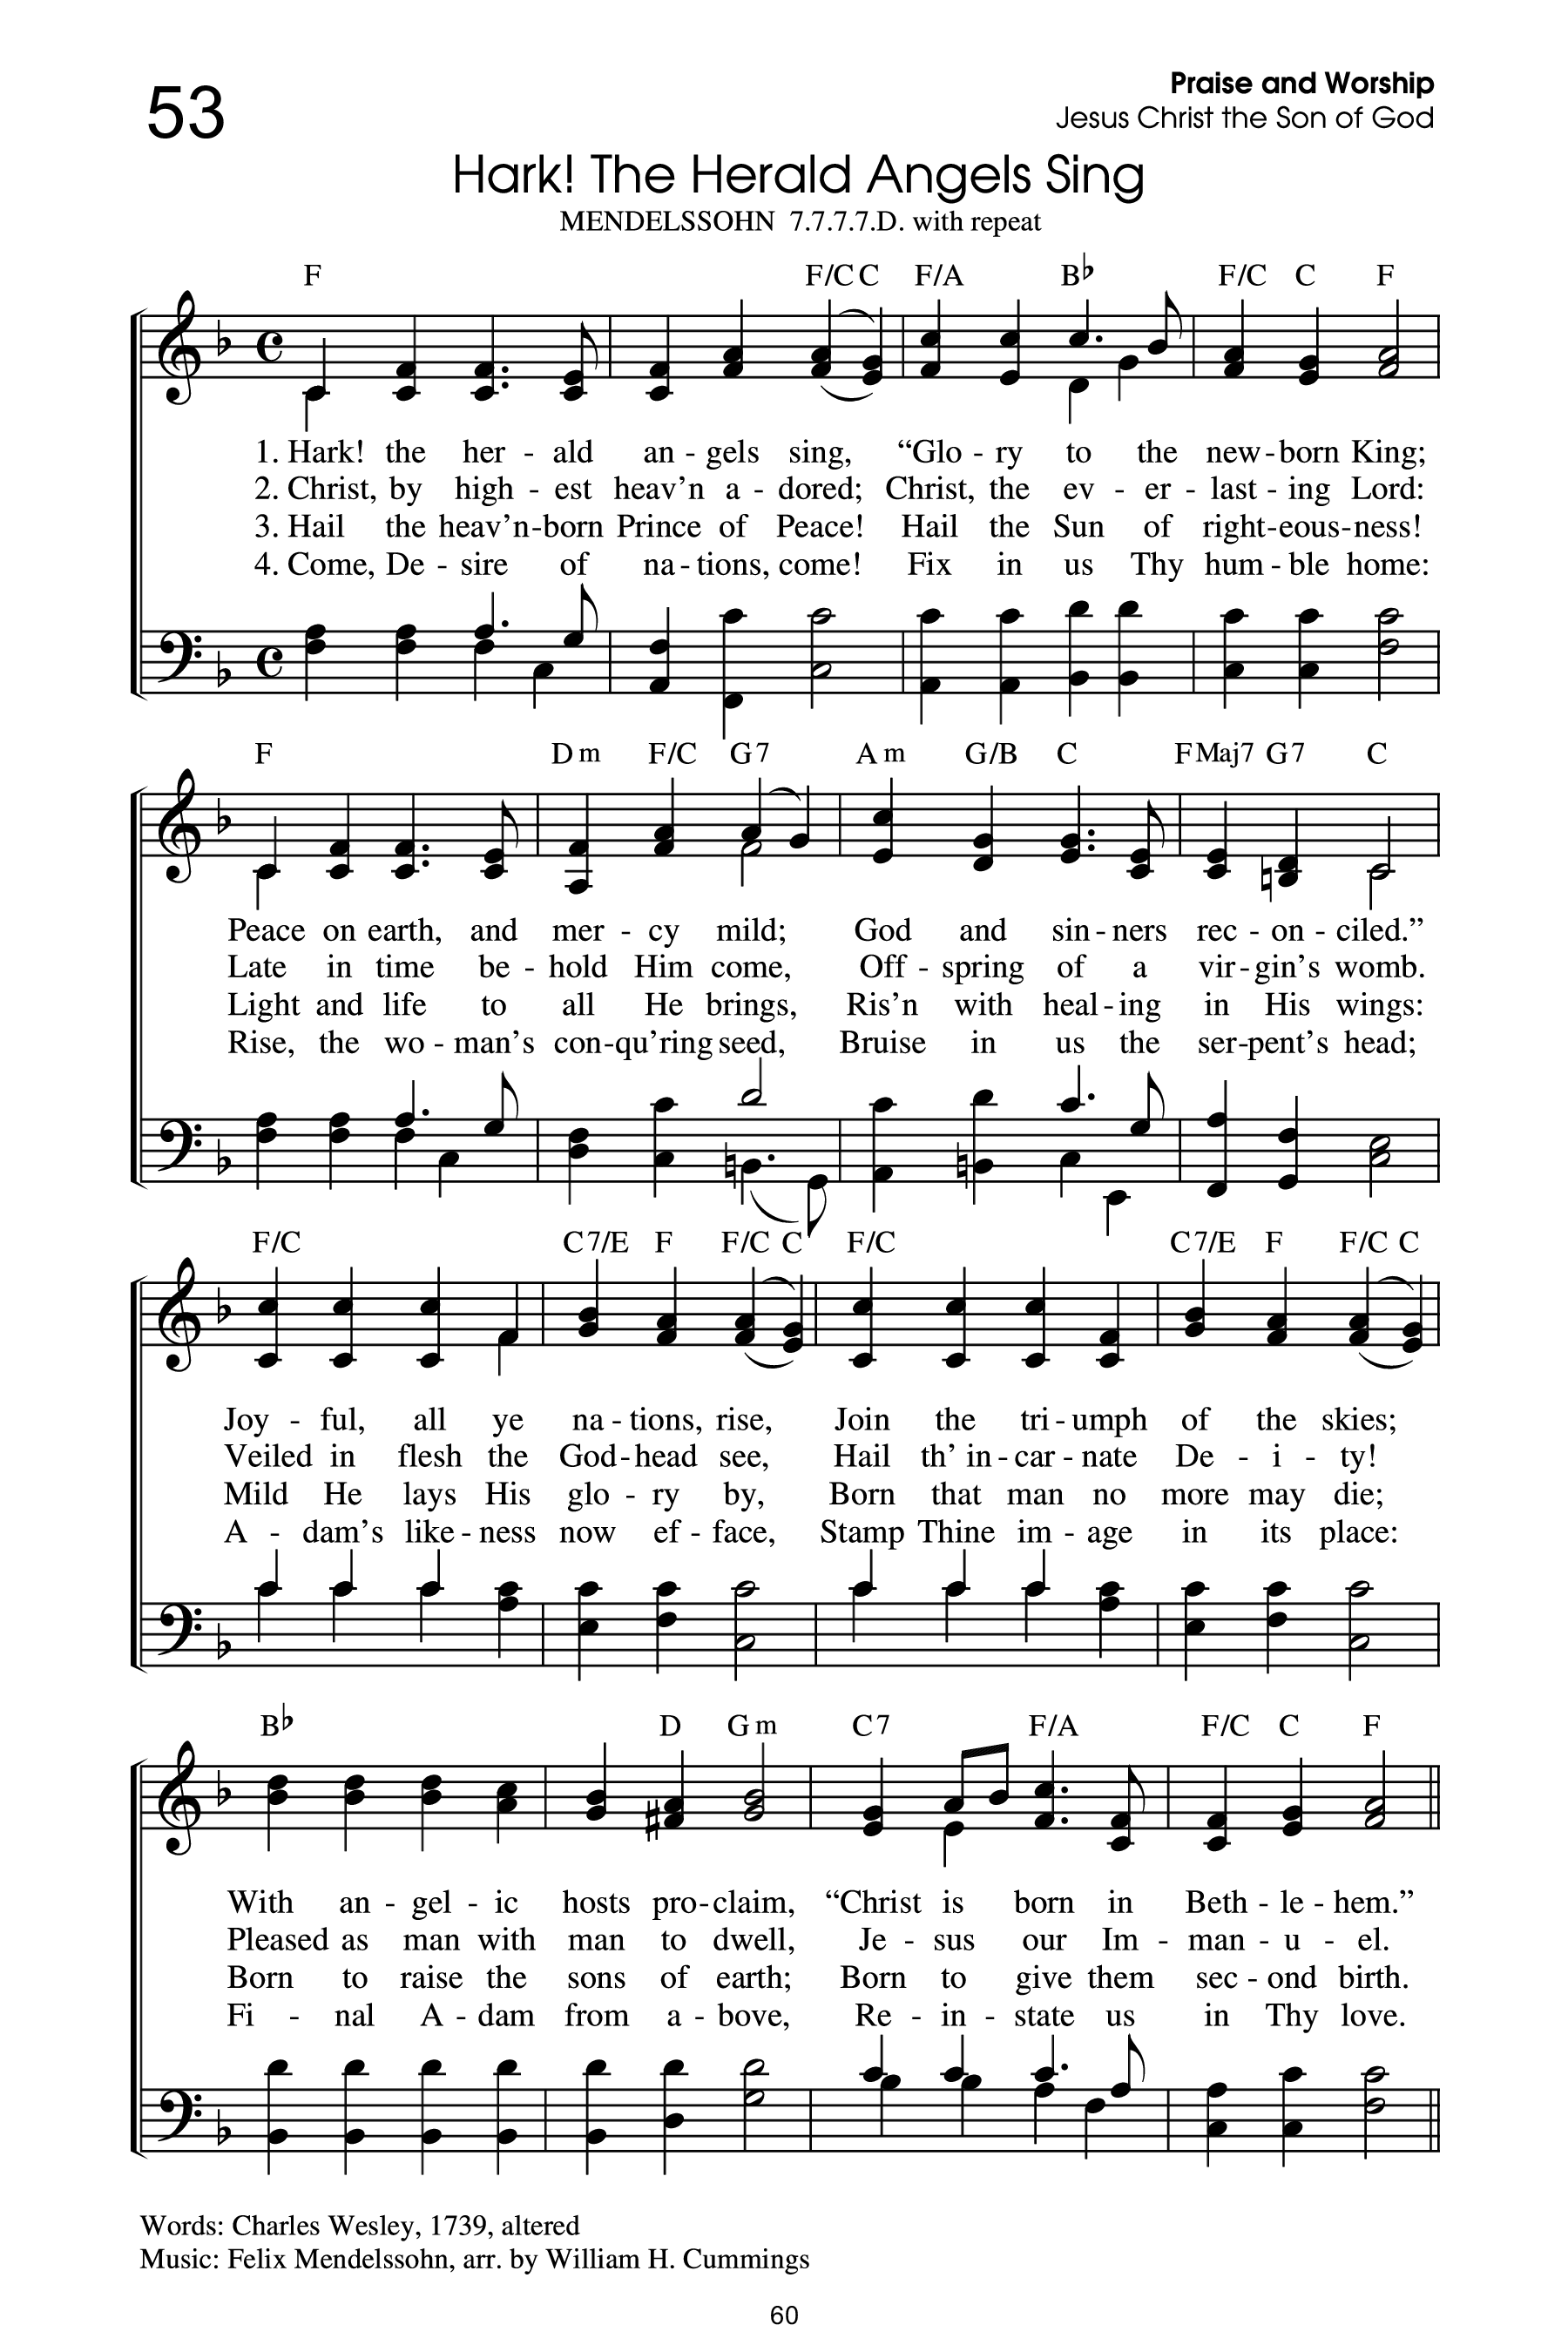 53
Praise and Worship
Jesus Christ the Son of God
Hark! The Herald Angels Sing
MENDELSSOHN 7.7.7.7.D. with repeat
F F/C C F/A B♭ F/C C F
1. Hark! the her - ald an - gels sing, “Glo - ry to the new - born King;
2. Christ, by high - est heav’n a - dored; Christ, the ev - er - last - ing Lord:
3. Hail the heav’n-born Prince of Peace! Hail the Sun of right - eous - ness!
4. Come, De - sire of na - tions, come! Fix in us Thy hum - ble home:
F Dm F/C G7 Am G/B C FMaj7 G7 C
Peace on earth, and mer - cy mild; God and sin - ners rec - on - ciled.”
Late in time be - hold Him come, Off - spring of a vir - gin’s womb.
Light and life to all He brings, Ris’n with heal - ing in His wings:
Rise, the wo - man’s con - qu’ring seed, Bruise in us the ser - pent’s head;
F/C C7/E F F/C C F/C C7/E F F/C C
Joy - ful, all ye na - tions, rise, Join the tri - umph of the skies;
Veiled in flesh the God - head see, Hail th’ in - car - nate De - i - ty!
Mild He lays His glo - ry by, Born that man no more may die;
A - dam’s like - ness now ef - face, Stamp Thine im - age in its place:
B♭ D Gm C7 F/A F/C C F
With an - gel - ic hosts pro - claim, “Christ is born in Beth - le - hem.”
Pleased as man with man to dwell, Je - sus our Im - man - u - el.
Born to raise the sons of earth; Born to give them sec - ond birth.
Fi - nal A - dam from a - bove, Re - in - state us in Thy love.
Words: Charles Wesley, 1739, altered
Music: Felix Mendelssohn, arr. by William H. Cummings
60